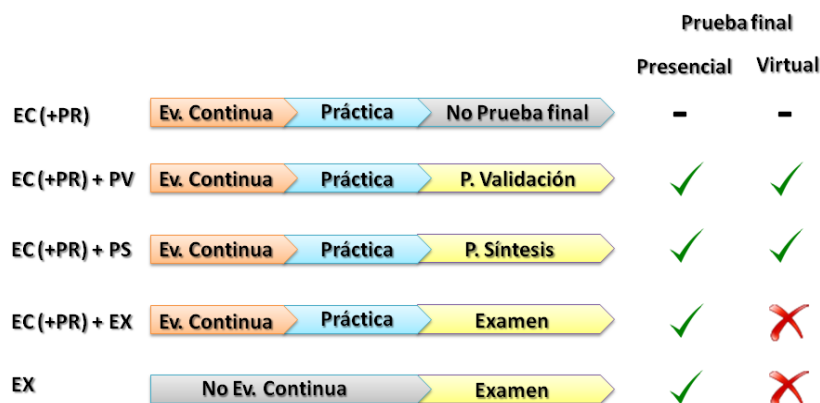 Prueba final
Presencial Virtual
EC (+PR) Ev. Continua Práctica No Prueba final - -
EC (+PR) + PV Ev. Continua Práctica P. Validación
EC (+PR) + PS Ev. Continua Práctica P. Síntesis
EC (+PR) + EX Ev. Continua Práctica Examen
EX No Ev. Continua Examen